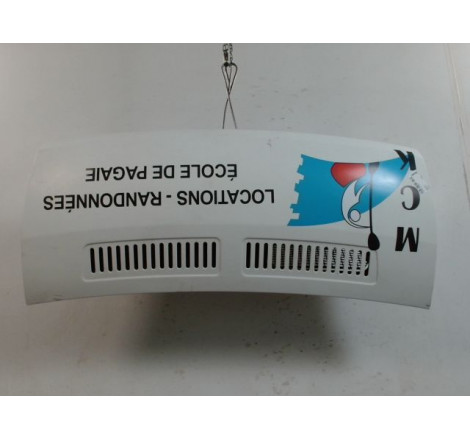 M
C
K
LOCATIONS - RANDONNÉES
ÉCOLE DE PAGAIE